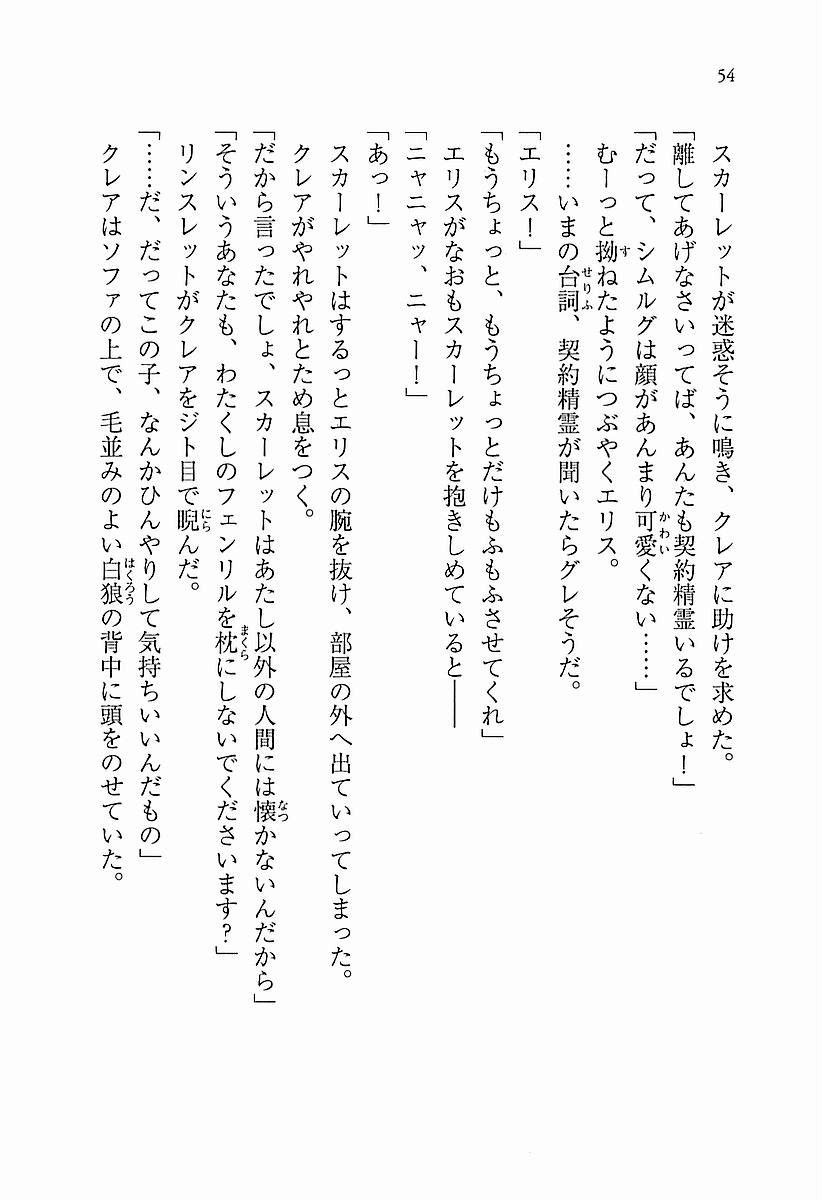 54
スカーレットが迷惑そうに鳴き、クレアに助けを求めた。
「離してあげなさいってば、あんたも契約精霊いるでしょ！」
「だって、シムルグは顔があんまり可愛くない……」
むーっと拗ねたようにつぶやくエリス。
……いまの台詞、契約精霊が聞いたらグレそうだ。
「エリス！」
「もうちょっと、もうちょっとだけもふもふさせてくれ」
エリスがなおもスカーレットを抱きしめていると――
「ニャニャッ、ニャー！」
「あっ！」
スカーレットはするっとエリスの腕を抜け、部屋の外へ出ていってしまった。
クレアがやれやれとため息をつく。
「だから言ったでしょ、スカーレットはあたし以外の人間には懐かないんだから」
「そういうあなたも、わたくしのフェンリルを枕にしないでくださいます？」
リンスレットがクレアをジト目で睨んだ。
「……だ、だってこの子、なんかひんやりして気持ちいいんだもの」
クレアはソファの上で、毛並みのよい白狼の背中に頭をのせていた。